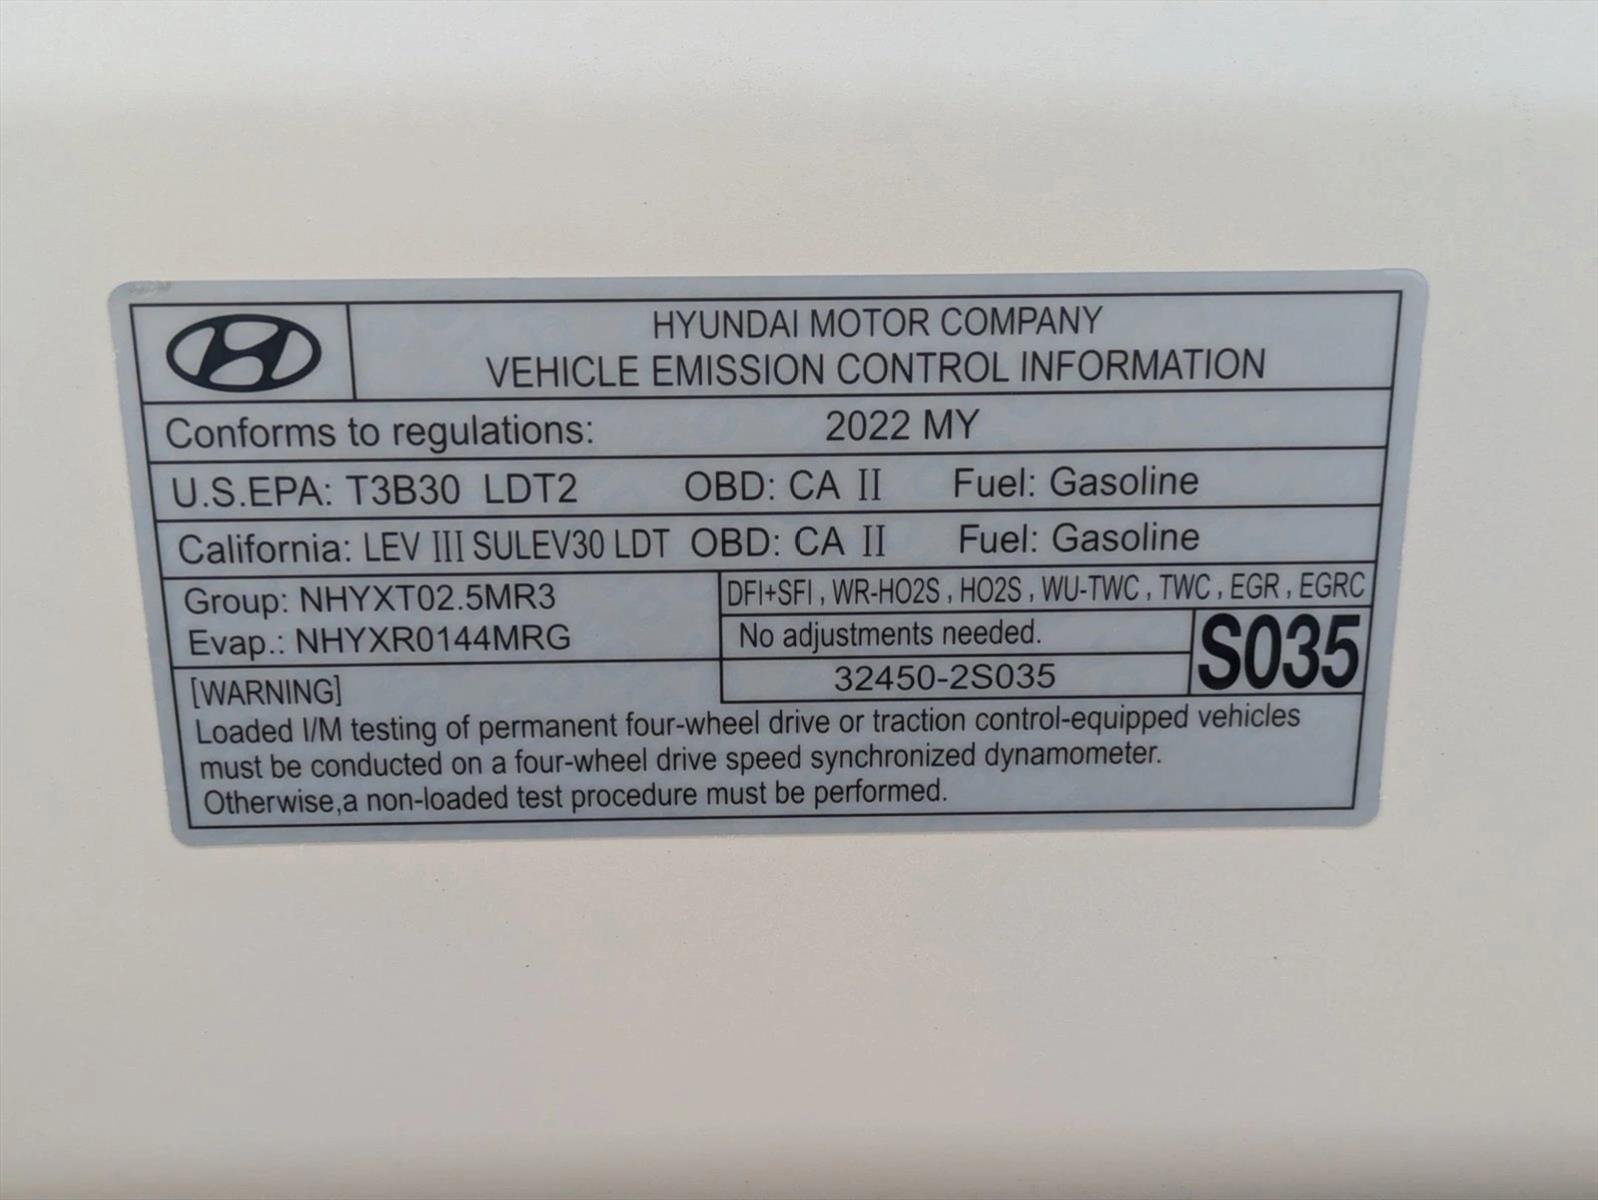 HYUNDAI MOTOR COMPANY
VEHICLE EMISSION CONTROL INFORMATION
Conforms to regulations: 2022 MY
U.S.EPA: T3B30 LDT2 OBD: CA II Fuel: Gasoline
California: LEV III SULEV30 LDT OBD: CA II Fuel: Gasoline
Group: NHYXT02.5MR3
Evap.: NHYXR0144MRG
DFI+SFI , WR-HO2S , HO2S , WU-TWC , TWC , EGR , EGRC
No adjustments needed.
32450-2S035
S035
[WARNING]
Loaded I/M testing of permanent four-wheel drive or traction control-equipped vehicles
must be conducted on a four-wheel drive speed synchronized dynamometer.
Otherwise,a non-loaded test procedure must be performed.